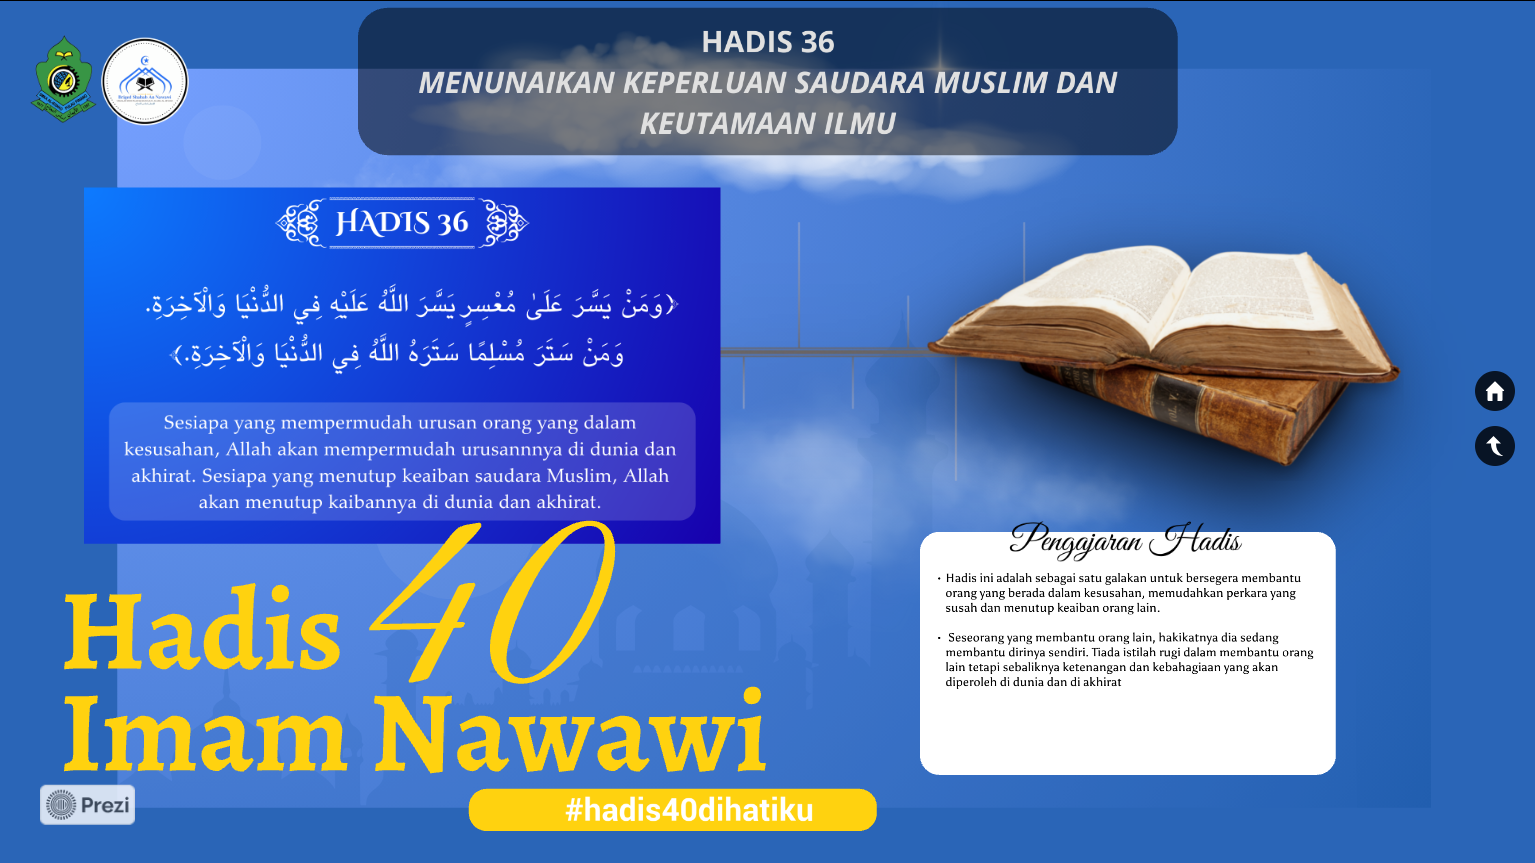 HADIS 36
MENUNAIKAN KEPERLUAN SAUDARA MUSLIM DAN
KEUTAMAAN ILMU
HADIS 36
﴿وَمَنْ يَسَّرَ عَلَىٰ مُعْسِرٍ يَسَّرَ اللَّهُ عَلَيْهِ فِي الدُّنْيَا وَالْآخِرَةِ.
وَمَنْ سَتَرَ مُسْلِمًا سَتَرَهُ اللَّهُ فِي الدُّنْيَا وَالْآخِرَةِ.﴾
Sesiapa yang mempermudah urusan orang yang dalam
kesusahan, Allah akan mempermudah urusannnya di dunia dan
akhirat. Sesiapa yang menutup keaiban saudara Muslim, Allah
akan menutup kaibannya di dunia dan akhirat.
Hadis 40
Imam Nawawi
Pengajaran Hadis
• Hadis ini adalah sebagai satu galakan untuk bersegera membantu
orang yang berada dalam kesusahan, memudahkan perkara yang
susah dan menutup keaiban orang lain.
• Seseorang yang membantu orang lain, hakikatnya dia sedang
membantu dirinya sendiri. Tiada istilah rugi dalam membantu orang
lain tetapi sebaliknya ketenangan dan kebahagiaan yang akan
diperoleh di dunia dan di akhirat
Prezi
#hadis40dihatiku